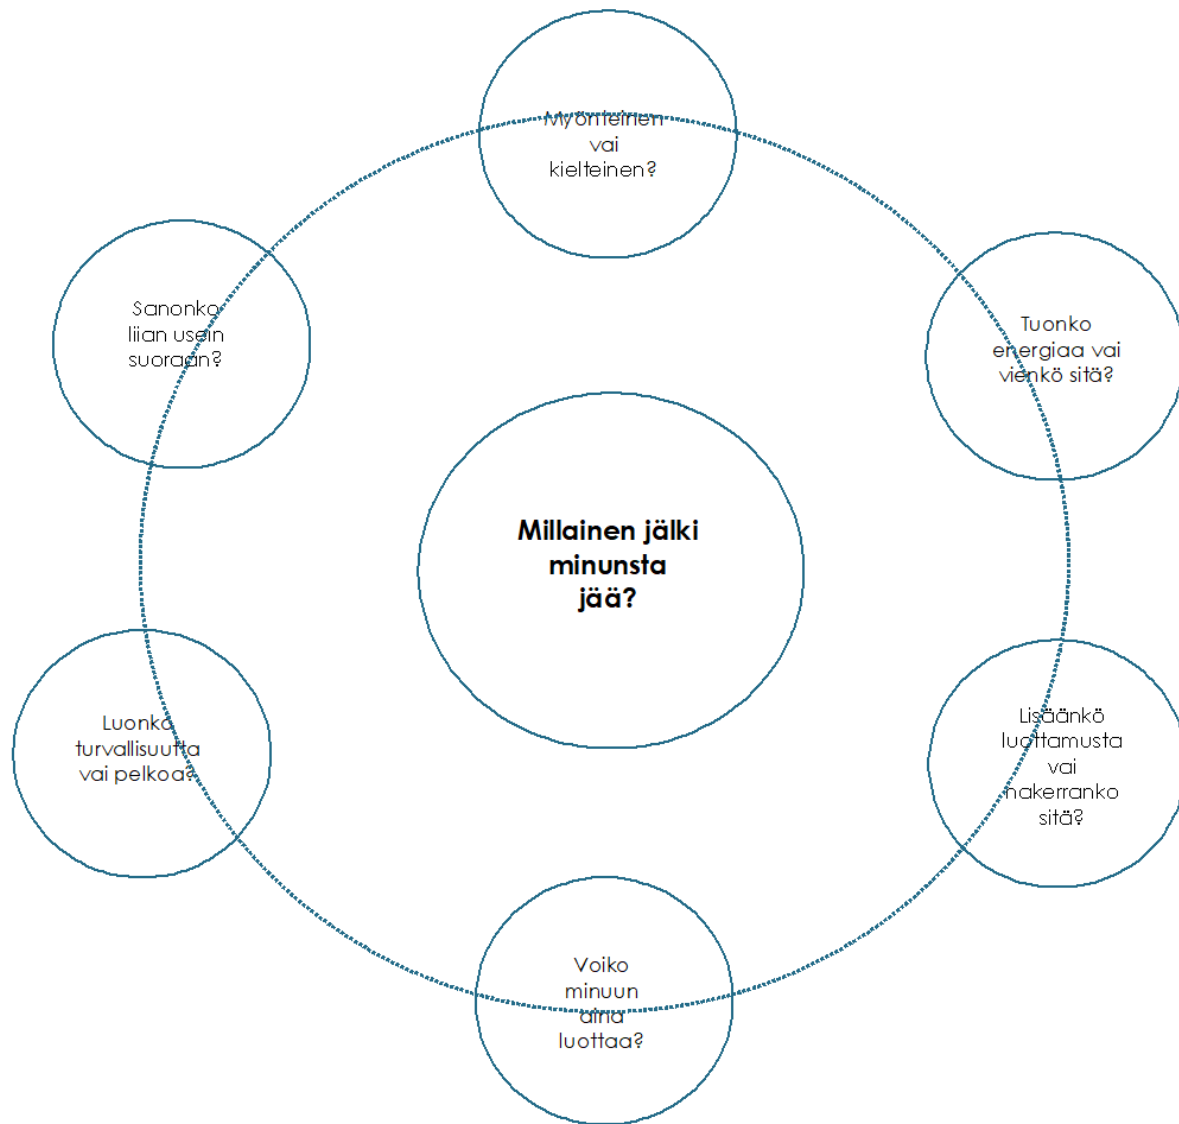 Myönteinen
vai
kielteinen?
Sanonko
liian usein
suoraan?
Tuonko
energiaa vai
vienkö sitä?
Millainen jälki
minunsta
jää?
Luonko
turvallisuutta
vai pelkoa?
Lisäänkö
luottamusta
vai
nakerranko
sitä?
Voiko
minuun
aina
luottaa?